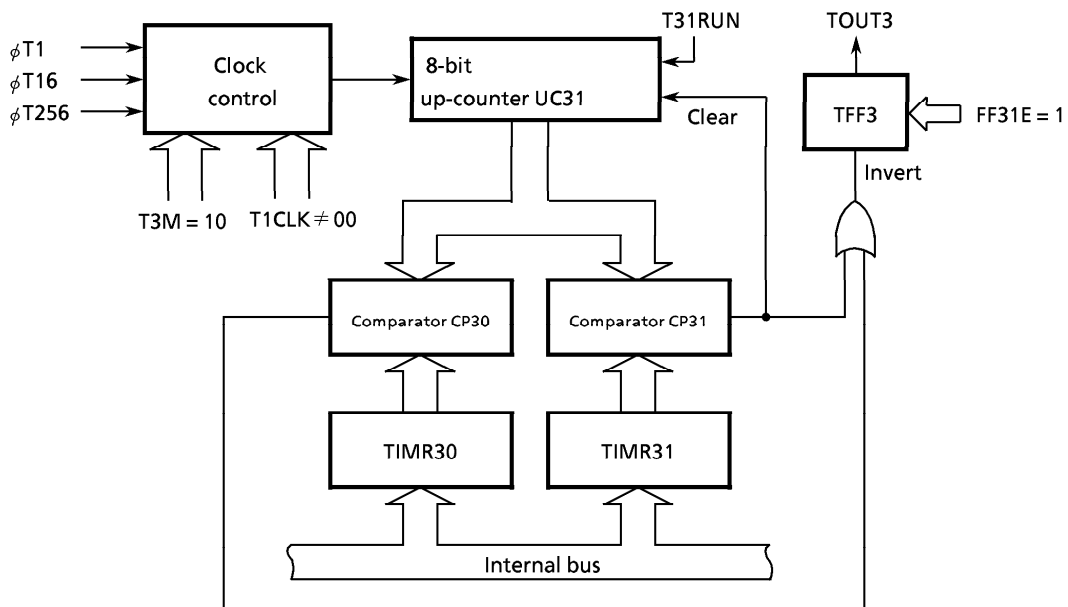 T31RUN
TOUT3
φT1
φT16
φT256
Clock
control
8-bit
up-counter UC31
Clear
TFF3
FF31E = 1
Invert
T3M = 10
T1CLK ≠ 00
Comparator CP30
Comparator CP31
TIMR30
TIMR31
Internal bus